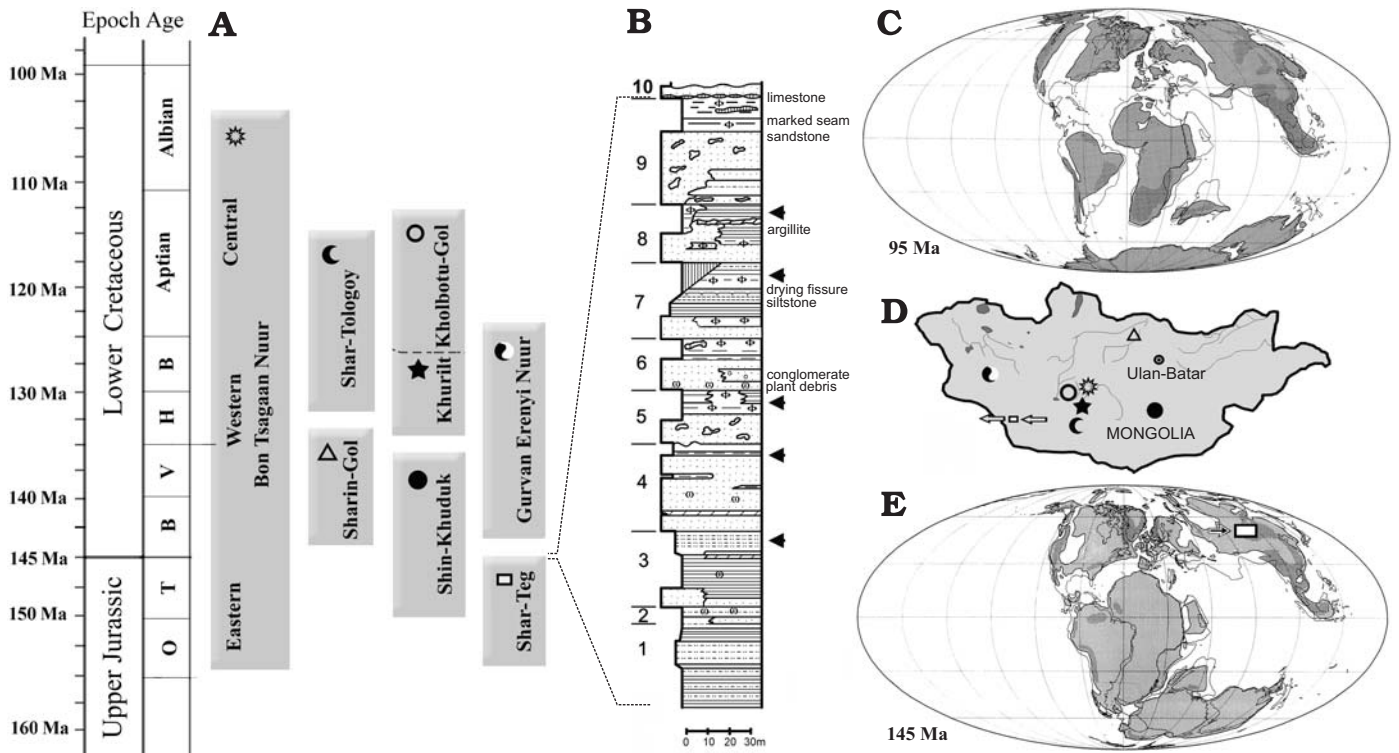 Epoch Age
A
100 Ma
110 Ma
120 Ma
130 Ma
140 Ma
145 Ma
150 Ma
160 Ma
Lower Cretaceous
Upper Jurassic
Albian
Aptian
B
H
V
B
T
O
Central
Western
Eastern
Bon Tsagaan Nuur
Shar-Tologoy
Sharin-Gol
Kholbotu-Gol
Khurilt
Shin-Khuduk
Gurvan Erenyi Nuur
Shar-Teg
B
10
9
8
7
6
5
4
3
2
1
limestone
marked seam
sandstone
argillite
drying fissure
siltstone
conglomerate
plant debris
0 10 20 30m
C
95 Ma
D
Ulan-Batar
MONGOLIA
E
145 Ma